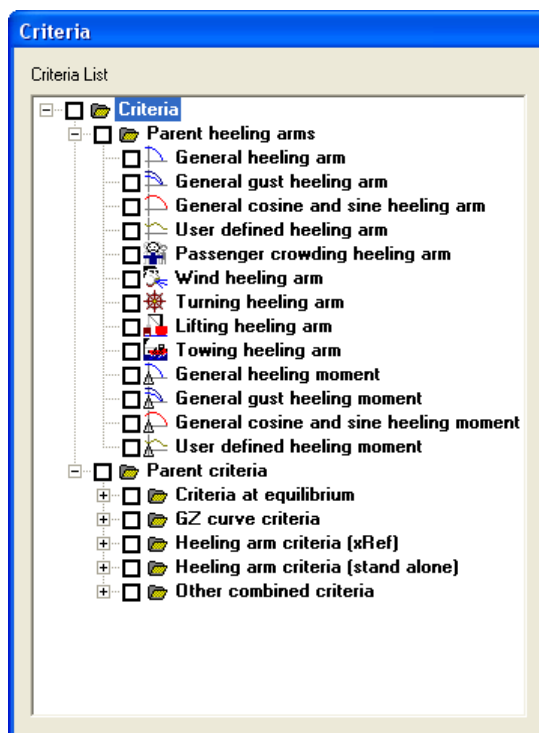 Criteria
Criteria List
Criteria
Parent heeling arms
General heeling arm
General gust heeling arm
General cosine and sine heeling arm
User defined heeling arm
Passenger crowding heeling arm
Wind heeling arm
Turning heeling arm
Lifting heeling arm
Towing heeling arm
General heeling moment
General gust heeling moment
General cosine and sine heeling moment
User defined heeling moment
Parent criteria
Criteria at equilibrium
GZ curve criteria
Heeling arm criteria (xRef)
Heeling arm criteria (stand alone)
Other combined criteria